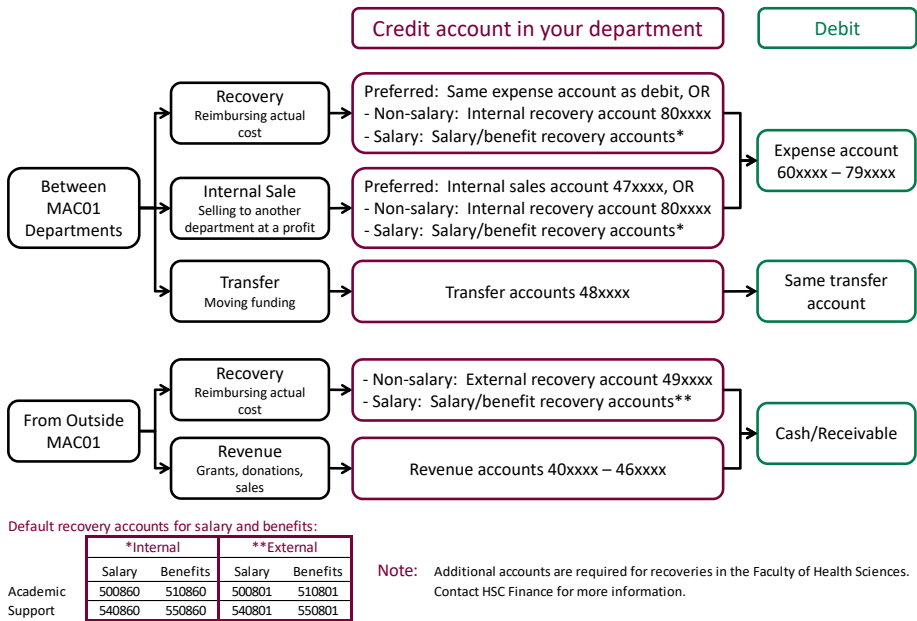 Credit account in your department
Debit
Between
MAC01
Departments
Recovery
Reimbursing actual
cost
Preferred:  Same expense account as debit, OR
- Non-salary:  Internal recovery account 80xxxx
- Salary:  Salary/benefit recovery accounts*
Internal Sale
Selling to another
department at a profit
Preferred:  Internal sales account 47xxxx, OR
- Non-salary:  Internal recovery account 80xxxx
- Salary:  Salary/benefit recovery accounts*
Expense account
60xxxx – 79xxxx
Transfer
Moving funding
Transfer accounts 48xxxx
Same transfer
account
From Outside
MAC01
Recovery
Reimbursing actual
cost
- Non-salary:  External recovery account 49xxxx
- Salary:  Salary/benefit recovery accounts**
Revenue
Grants, donations,
sales
Revenue accounts 40xxxx – 46xxxx
Cash/Receivable
Default recovery accounts for salary and benefits:
*Internal **External
Salary Benefits Salary Benefits
Academic 500860 510860 500801 510801
Support 540860 550860 540801 550801
Note: Additional accounts are required for recoveries in the Faculty of Health Sciences.
Contact HSC Finance for more information.